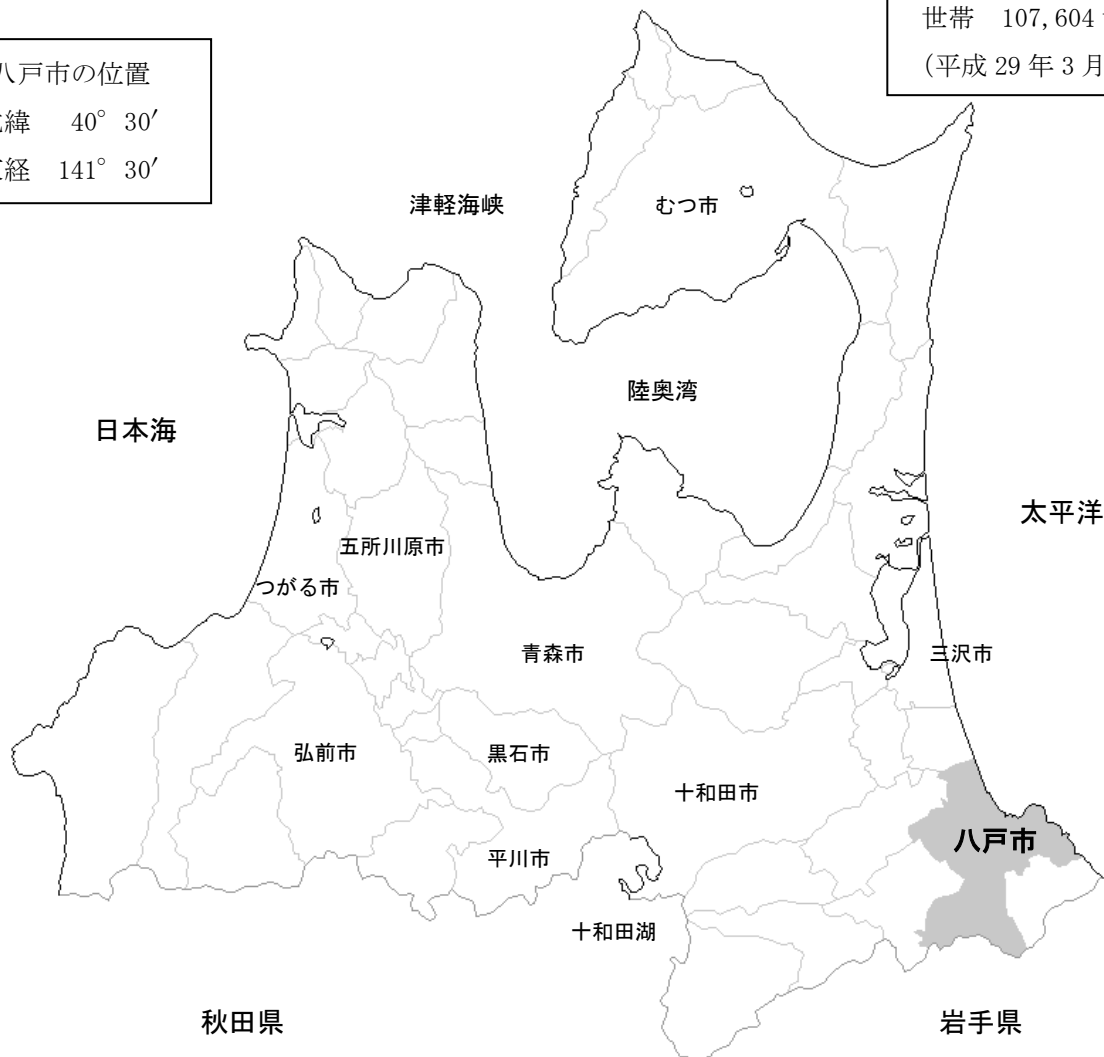 世帯 107,604
(平成 29 年 3 月
八戸市の位置
緯 40° 30′
経 141° 30′
津軽海峡
むつ市
日本海
陸奥湾
太平洋
五所川原市
つがる市
青森市
三沢市
弘前市
黒石市
十和田市
八戸市
平川市
十和田湖
秋田県
岩手県